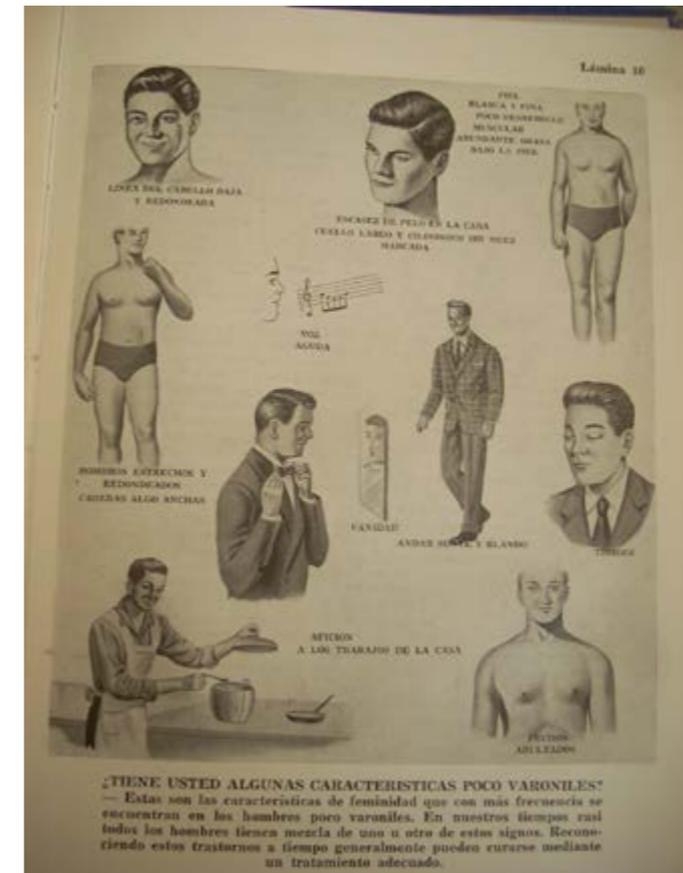 Lámina 16
PIEL
BLANCA Y FINA
POCO DESARROLLO
MUSCULAR
ABUNDANTE GRASA
BAJO LA PIEL
LINEA DEL CABELLO BAJA
Y REDONDEADA
ESCASEZ DE PELO EN LA CARA
CUELLO LARGO Y CILINDRICO SIN NUEZ
MARCADA
VOZ
AGUDA
HOMBROS ESTRECHOS Y
REDONDEADOS
CADERAS ALGO ANCHAS
VANIDAD
ANDAR SUAVE Y BLANDO
TIMIDEZ
AFICION
A LOS TRABAJOS DE LA CASA
PECHOS
ABULTADOS
¿TIENE USTED ALGUNAS CARACTERISTICAS POCO VARONILES?
— Estas son las características de feminidad que con más frecuencia se
encuentran en los hombres poco varoniles. En nuestros tiempos casi
todos los hombres tienen mezcla de uno u otro de estos signos. Recono-
ciendo estos trastornos a tiempo generalmente pueden curarse mediante
un tratamiento adecuado.